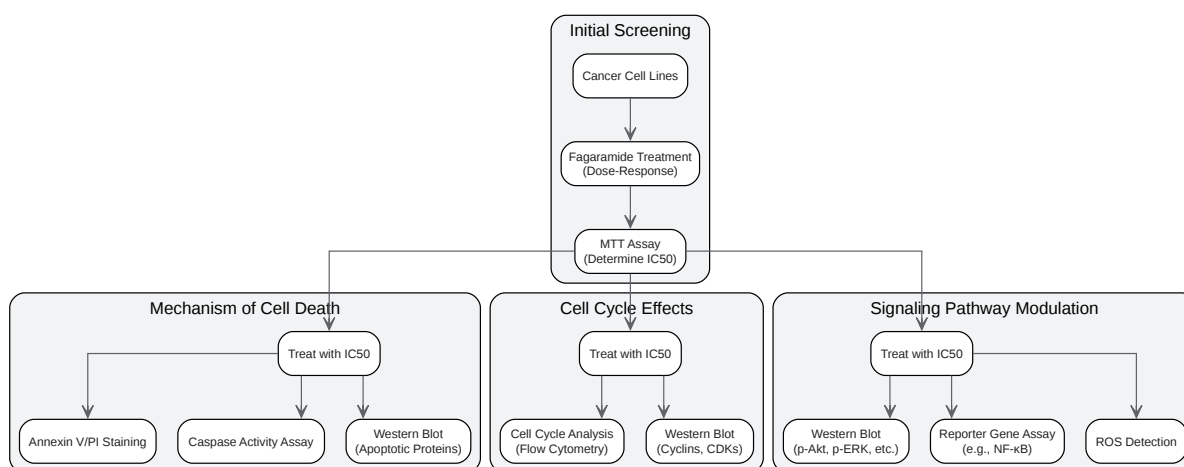 Initial Screening
Cancer Cell Lines
Fagaramide Treatment
(Dose-Response)
MTT Assay
(Determine IC50)
Mechanism of Cell Death
Treat with IC50
Annexin V/PI Staining
Caspase Activity Assay
Western Blot
(Apoptotic Proteins)
Cell Cycle Effects
Treat with IC50
Cell Cycle Analysis
(Flow Cytometry)
Western Blot
(Cyclins, CDKs)
Signaling Pathway Modulation
Treat with IC50
Western Blot
(p-Akt, p-ERK, etc.)
Reporter Gene Assay
(e.g., NF-κB)
ROS Detection